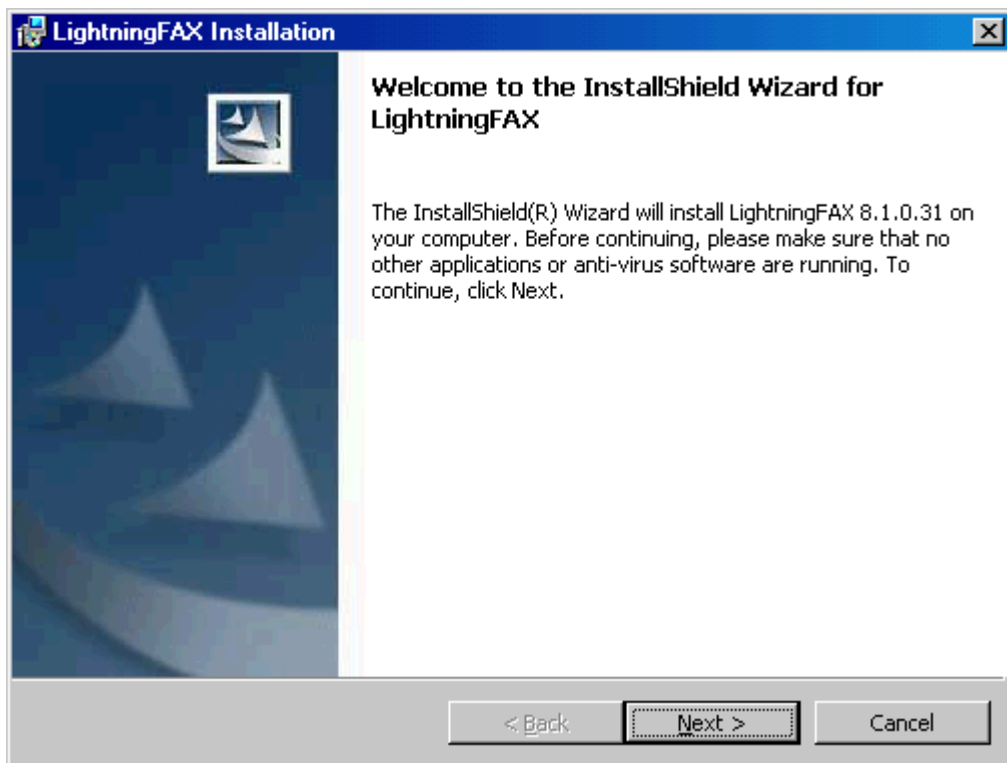 LightningFAX Installation
Welcome to the InstallShield Wizard for
LightningFAX
The InstallShield(R) Wizard will install LightningFAX 8.1.0.31 on
your computer. Before continuing, please make sure that no
other applications or anti-virus software are running. To
continue, click Next.
< Back
Next >
Cancel